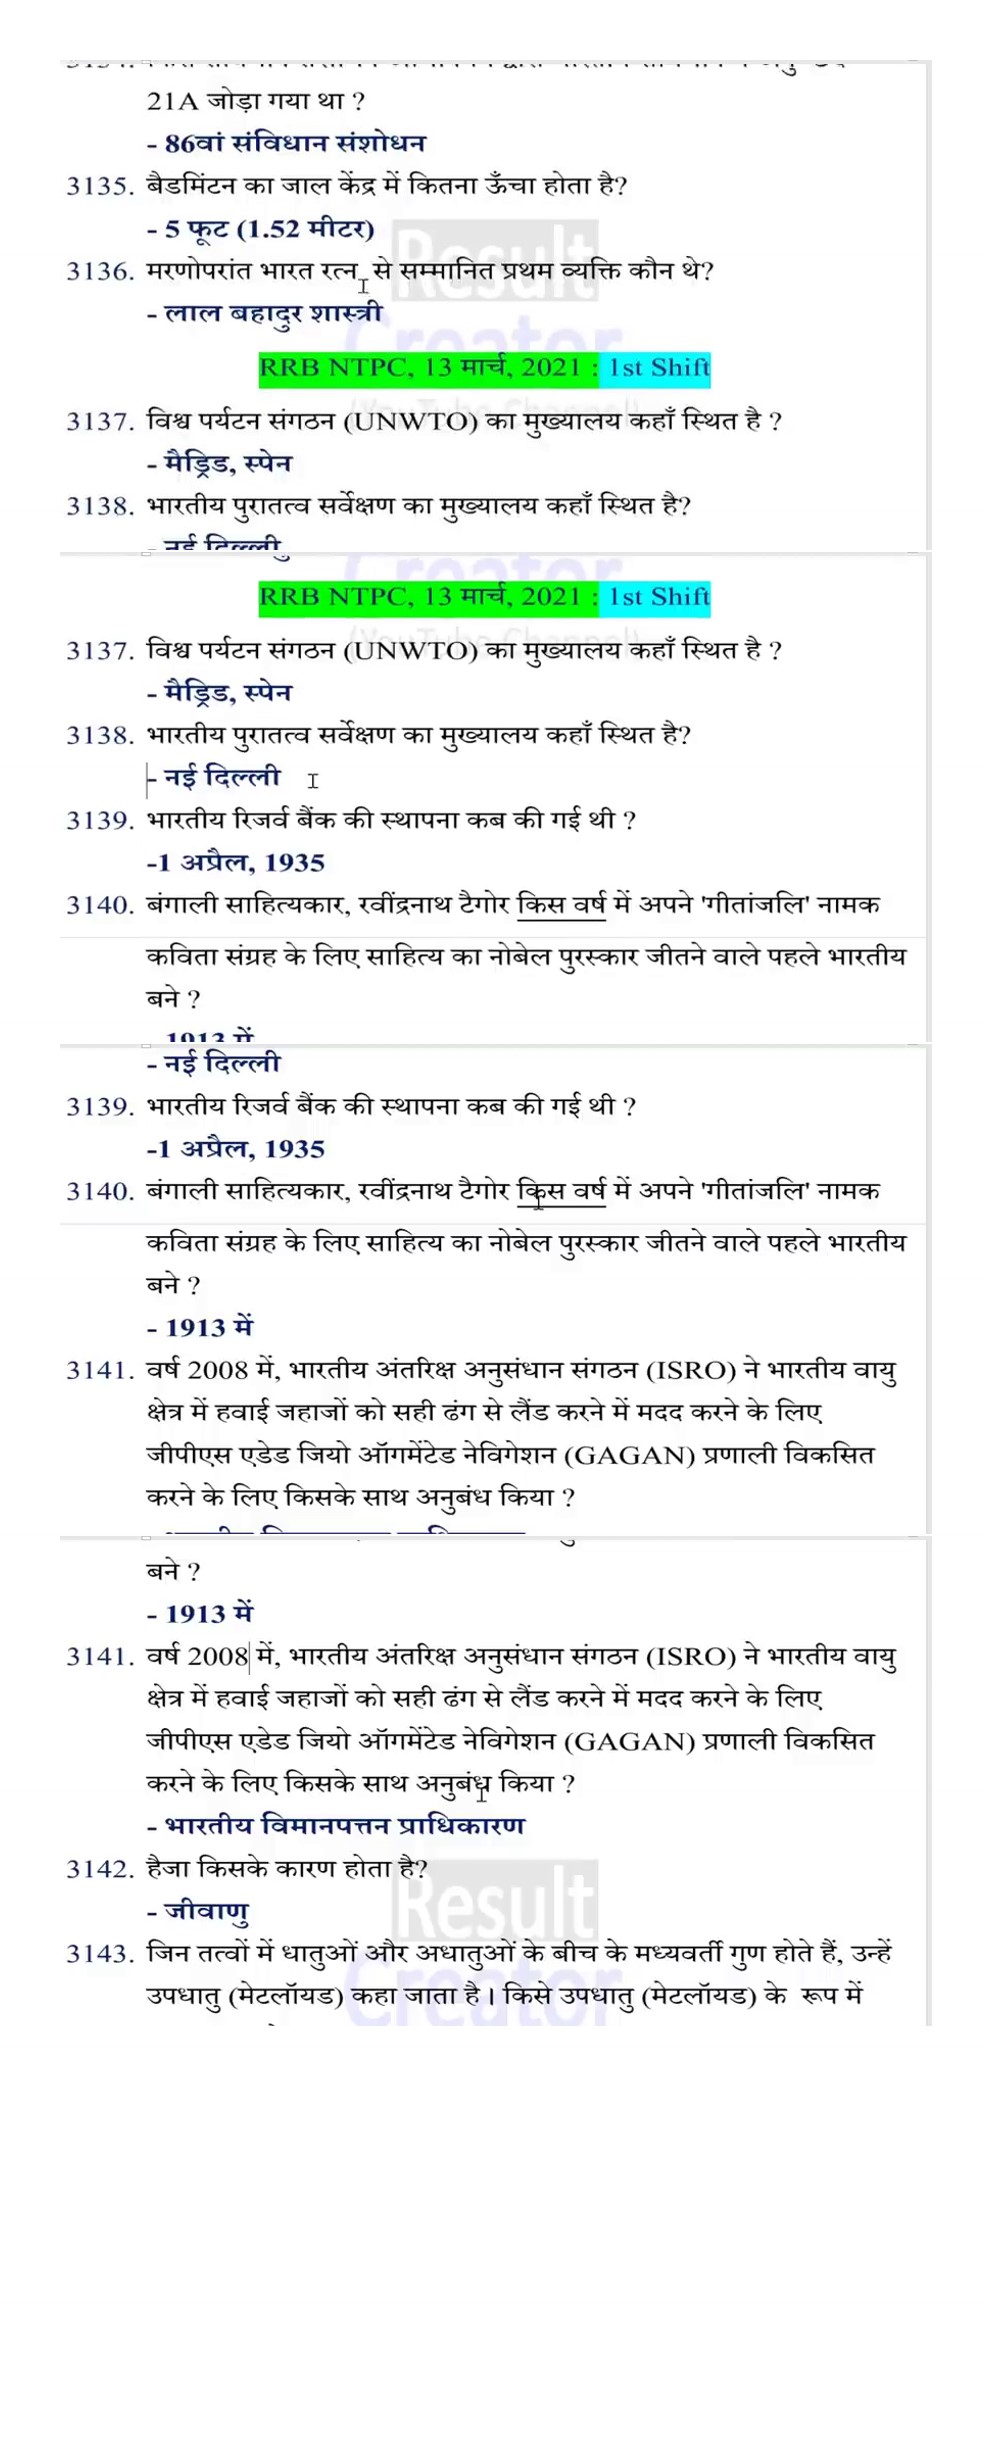 21A जोड़ा गया था ?
- 86वां संविधान संशोधन
3135. बैडमिंटन का जाल केंद्र में कितना ऊँचा होता है?
- 5 फूट (1.52 मीटर)
3136. मरणोपरांत भारत रत्न से सम्मानित प्रथम व्यक्ति कौन थे?
- लाल बहादुर शास्त्री
RRB NTPC, 13 मार्च, 2021 : 1st Shift
3137. विश्व पर्यटन संगठन (UNWTO) का मुख्यालय कहाँ स्थित है ?
- मैड्रिड, स्पेन
3138. भारतीय पुरातत्व सर्वेक्षण का मुख्यालय कहाँ स्थित है?
- नई दिल्ली
RRB NTPC, 13 मार्च, 2021 : 1st Shift
3137. विश्व पर्यटन संगठन (UNWTO) का मुख्यालय कहाँ स्थित है ?
- मैड्रिड, स्पेन
3138. भारतीय पुरातत्व सर्वेक्षण का मुख्यालय कहाँ स्थित है?
- नई दिल्ली
3139. भारतीय रिजर्व बैंक की स्थापना कब की गई थी ?
-1 अप्रैल, 1935
3140. बंगाली साहित्यकार, रवींद्रनाथ टैगोर किस वर्ष में अपने 'गीतांजलि' नामक
कविता संग्रह के लिए साहित्य का नोबेल पुरस्कार जीतने वाले पहले भारतीय
बने ?
- 1913 में
- नई दिल्ली
3139. भारतीय रिजर्व बैंक की स्थापना कब की गई थी ?
-1 अप्रैल, 1935
3140. बंगाली साहित्यकार, रवींद्रनाथ टैगोर किस वर्ष में अपने 'गीतांजलि' नामक
कविता संग्रह के लिए साहित्य का नोबेल पुरस्कार जीतने वाले पहले भारतीय
बने ?
- 1913 में
3141. वर्ष 2008 में, भारतीय अंतरिक्ष अनुसंधान संगठन (ISRO) ने भारतीय वायु
क्षेत्र में हवाई जहाजों को सही ढंग से लैंड करने में मदद करने के लिए
जीपीएस एडेड जियो ऑगमेंटेड नेविगेशन (GAGAN) प्रणाली विकसित
करने के लिए किसके साथ अनुबंध किया ?
बने ?
- 1913 में
3141. वर्ष 2008 में, भारतीय अंतरिक्ष अनुसंधान संगठन (ISRO) ने भारतीय वायु
क्षेत्र में हवाई जहाजों को सही ढंग से लैंड करने में मदद करने के लिए
जीपीएस एडेड जियो ऑगमेंटेड नेविगेशन (GAGAN) प्रणाली विकसित
करने के लिए किसके साथ अनुबंध किया ?
- भारतीय विमानपत्तन प्राधिकारण
3142. हैजा किसके कारण होता है?
- जीवाणु
3143. जिन तत्वों में धातुओं और अधातुओं के बीच के मध्यवर्ती गुण होते हैं, उन्हें
उपधातु (मेटलॉयड) कहा जाता है। किसे उपधातु (मेटलॉयड) के रूप में